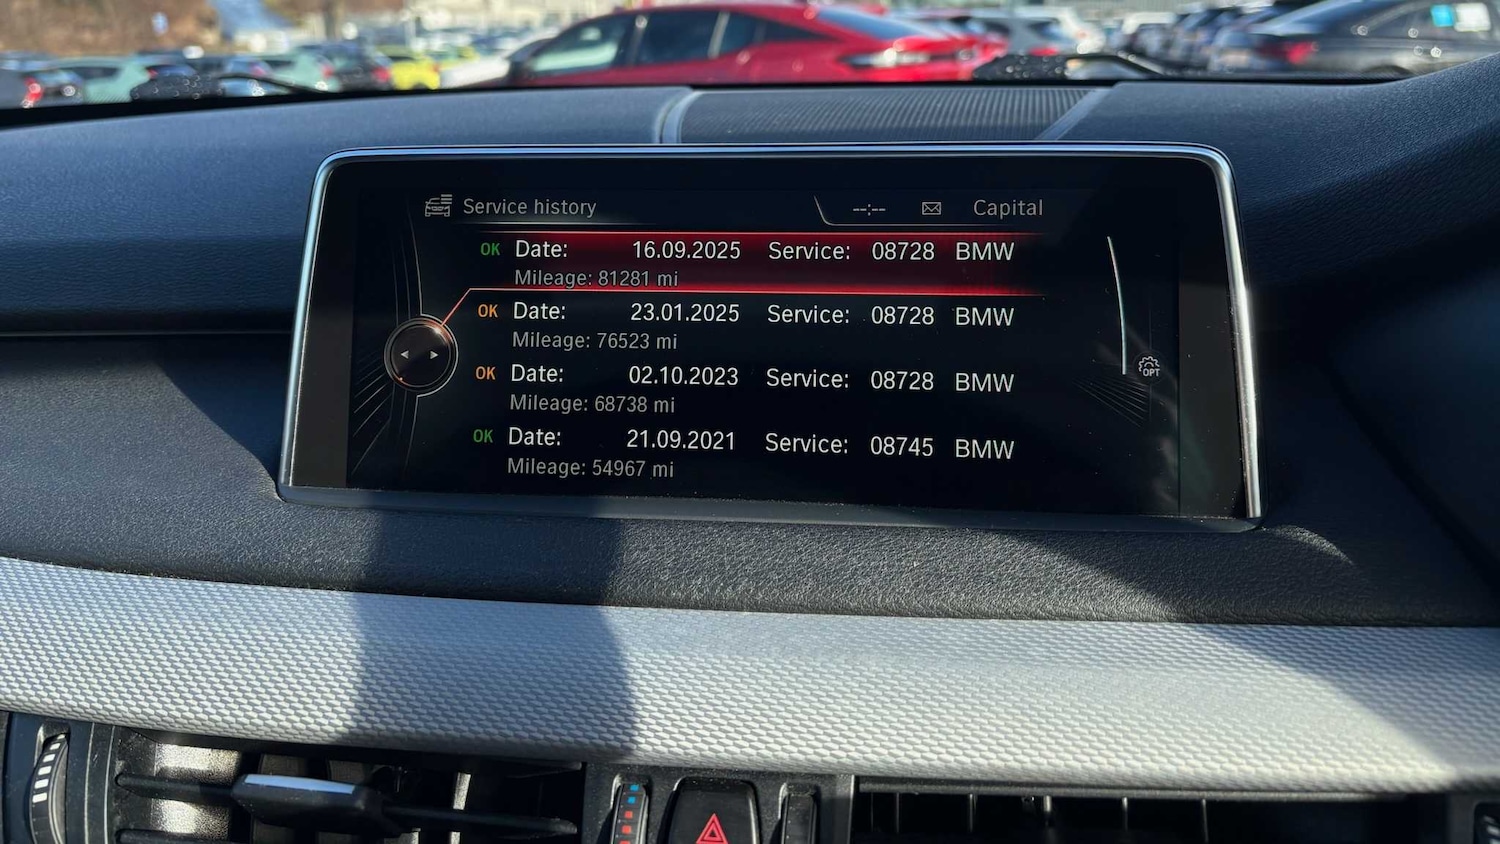 Service history --:-- Capital
OK Date: 16.09.2025 Service: 08728 BMW
Mileage: 81281 mi
OK Date: 23.01.2025 Service: 08728 BMW
Mileage: 76523 mi
OK Date: 02.10.2023 Service: 08728 BMW
Mileage: 68738 mi
OK Date: 21.09.2021 Service: 08745 BMW
Mileage: 54967 mi
OPT